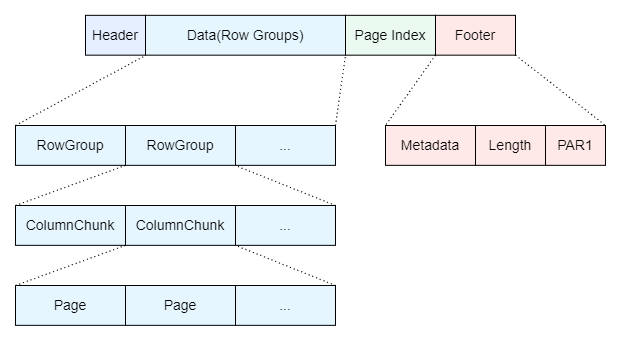 Header Data(Row Groups) Page Index Footer
RowGroup RowGroup ... Metadata Length PAR1
ColumnChunk ColumnChunk ...
Page Page ...